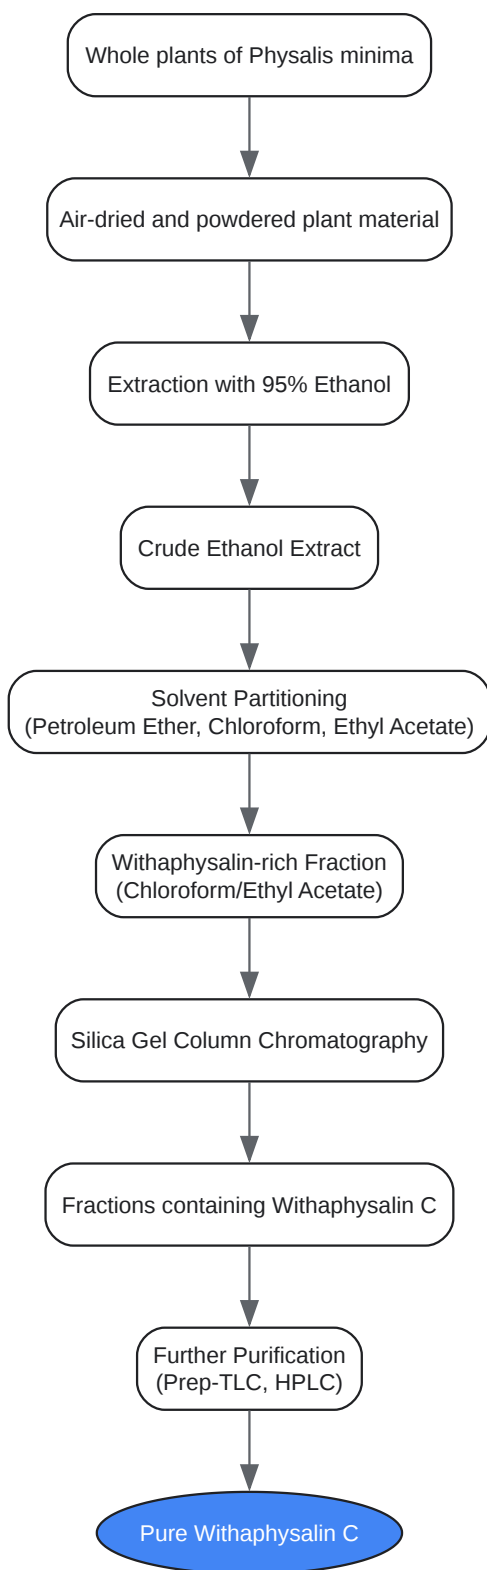 Whole plants of Physalis minima
Air-dried and powdered plant material
Extraction with 95% Ethanol
Crude Ethanol Extract
Solvent Partitioning
(Petroleum Ether, Chloroform, Ethyl Acetate)
Withaphysalin-rich Fraction
(Chloroform/Ethyl Acetate)
Silica Gel Column Chromatography
Fractions containing Withaphysalin C
Further Purification
(Prep-TLC, HPLC)
Pure Withaphysalin C